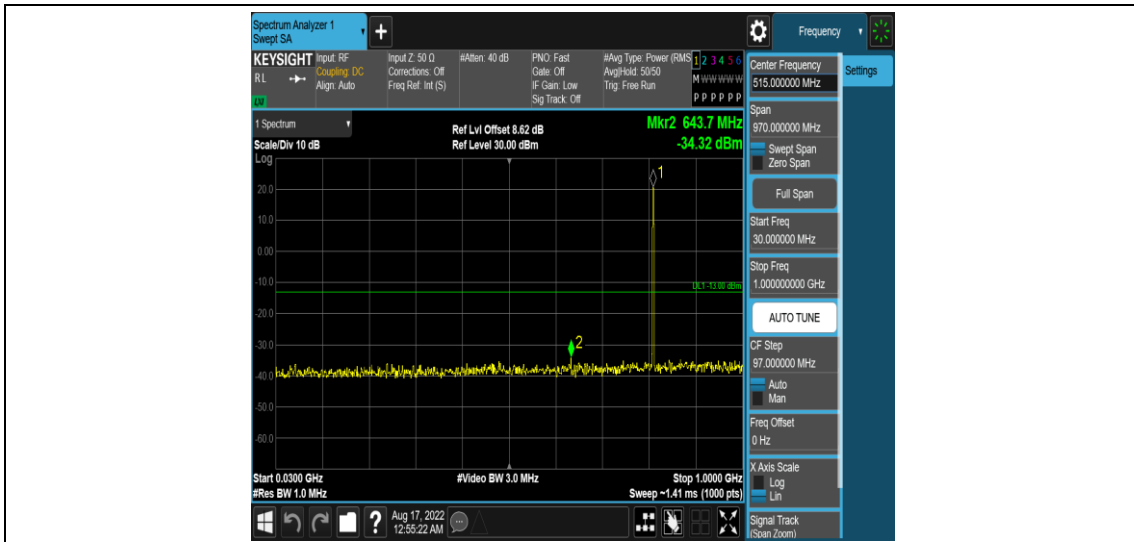 Spectrum Analyzer 1
Swept SA
+
Frequency
KEYSIGHT
RL
LXI
Input: RF
Coupling: DC
Align: Auto
Input Z: 50 Ω
Corrections: Off
Freq Ref: Int (S)
#Atten: 40 dB
PNO: Fast
Gate: Off
IF Gain: Low
Sig Track: Off
#Avg Type: Power (RMS
Avg|Hold: 50/50
Trig: Free Run
1 2 3 4 5 6
M W W W W W
P P P P P P
1 Spectrum
Scale/Div 10 dB
Log
Ref Lvl Offset 8.62 dB
Ref Level 30.00 dBm
Mkr2 643.7 MHz
-34.32 dBm
1
20.0
10.0
0.00
-10.0
DL1 -13.00 dBm
-20.0
-30.0
2
-40.0
-50.0
-60.0
Start 0.0300 GHz
#Res BW 1.0 MHz
#Video BW 3.0 MHz
Stop 1.0000 GHz
Sweep ~1.41 ms (1000 pts)
Center Frequency
515.000000 MHz
Settings
Span
970.000000 MHz
Swept Span
Zero Span
Full Span
Start Freq
30.000000 MHz
Stop Freq
1.000000000 GHz
AUTO TUNE
CF Step
97.000000 MHz
Auto
Man
Freq Offset
0 Hz
X Axis Scale
Log
Lin
Signal Track
(Span Zoom)
?
Aug 17, 2022
12:55:22 AM